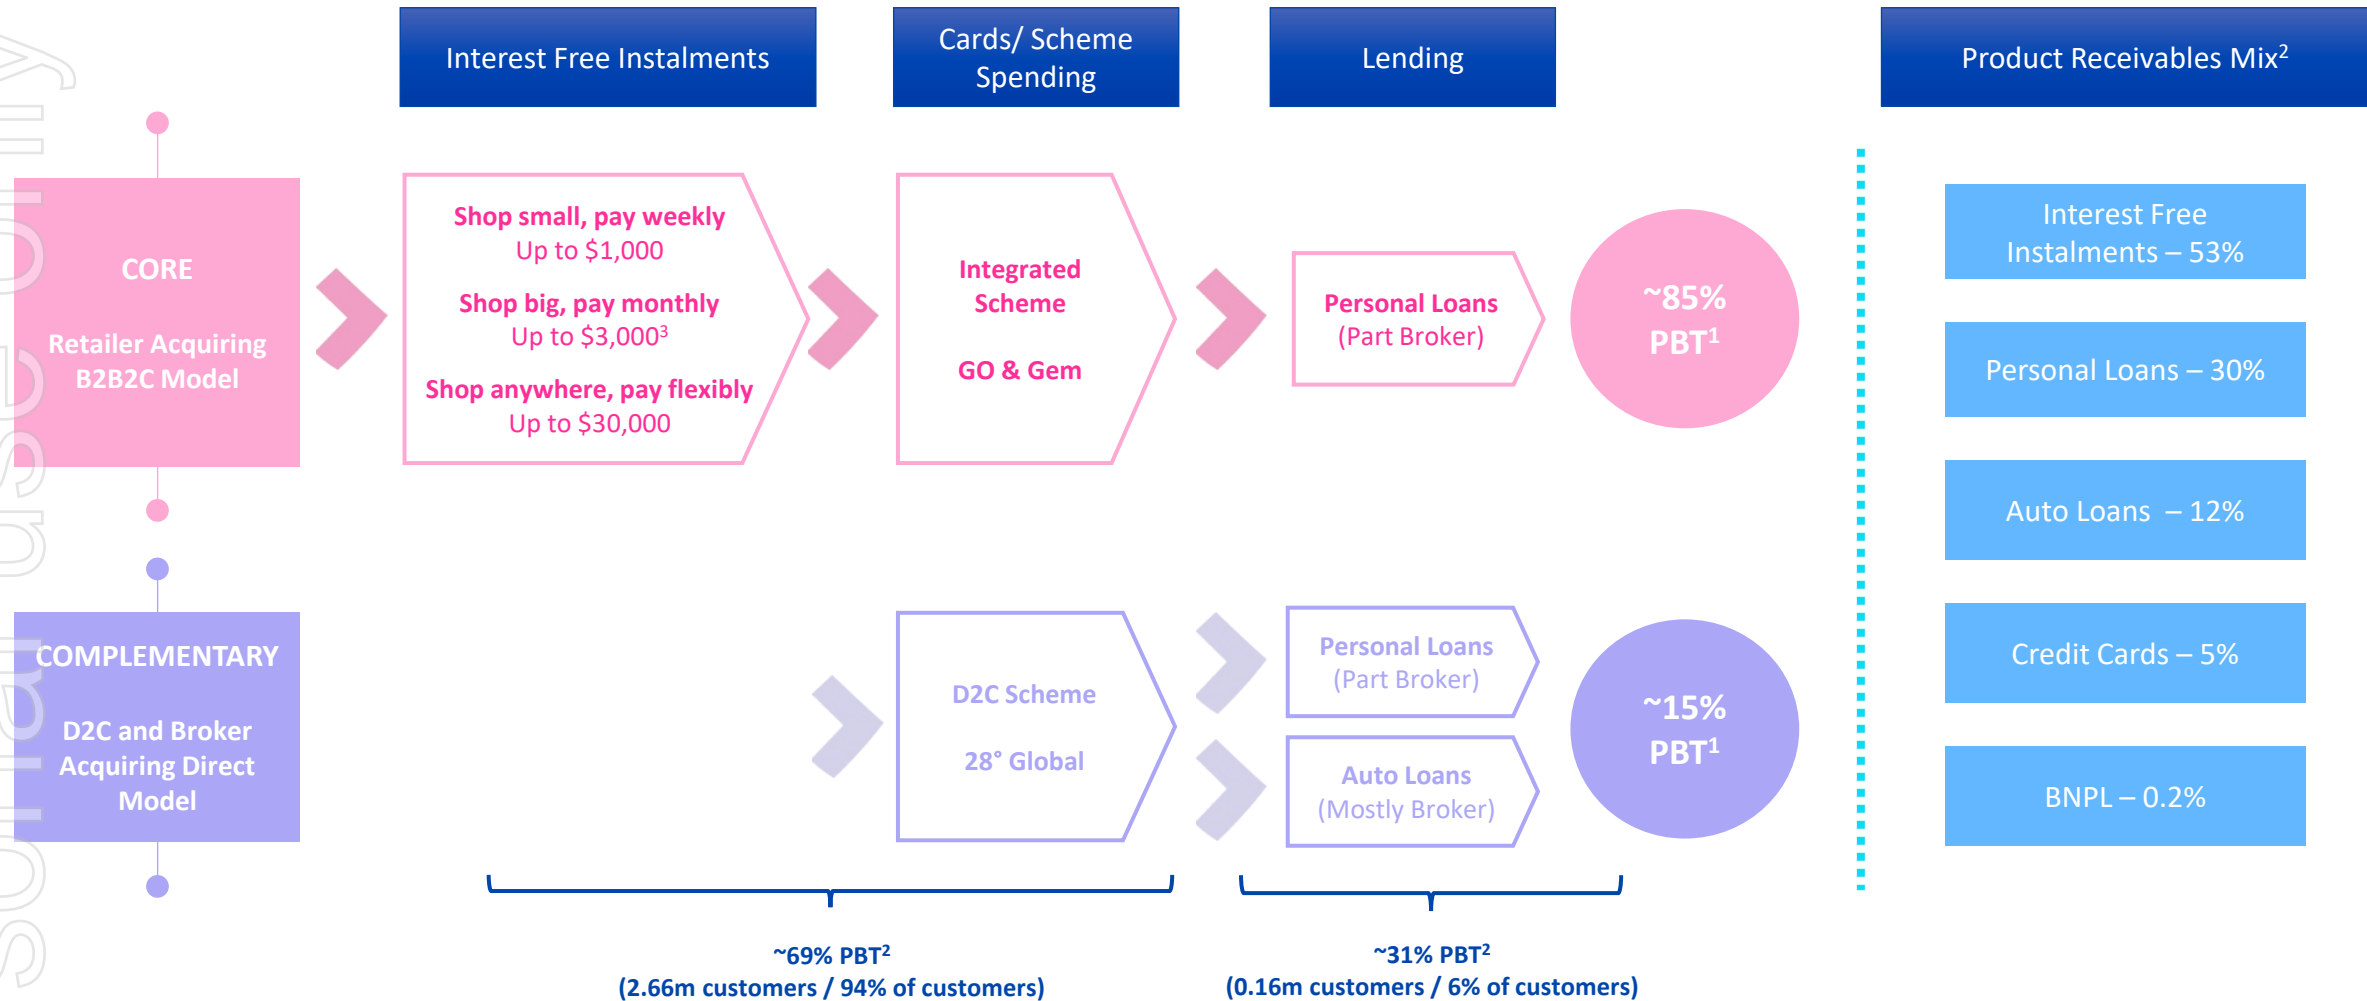 Interest Free Instalments
Cards/ Scheme
Spending
Lending
Product Receivables Mix²
CORE
Retailer Acquiring
B2B2C Model
Shop small, pay weekly
Up to $1,000
Shop big, pay monthly
Up to $3,000³
Shop anywhere, pay flexibly
Up to $30,000
Integrated
Scheme
GO & Gem
Personal Loans
(Part Broker)
~85%
PBT¹
COMPLEMENTARY
D2C and Broker
Acquiring Direct
Model
D2C Scheme
28° Global
Personal Loans
(Part Broker)
Auto Loans
(Mostly Broker)
~15%
PBT¹
~69% PBT²
(2.66m customers / 94% of customers)
~31% PBT²
(0.16m customers / 6% of customers)
Interest Free
Instalments – 53%
Personal Loans – 30%
Auto Loans – 12%
Credit Cards – 5%
BNPL – 0.2%
sonal use only